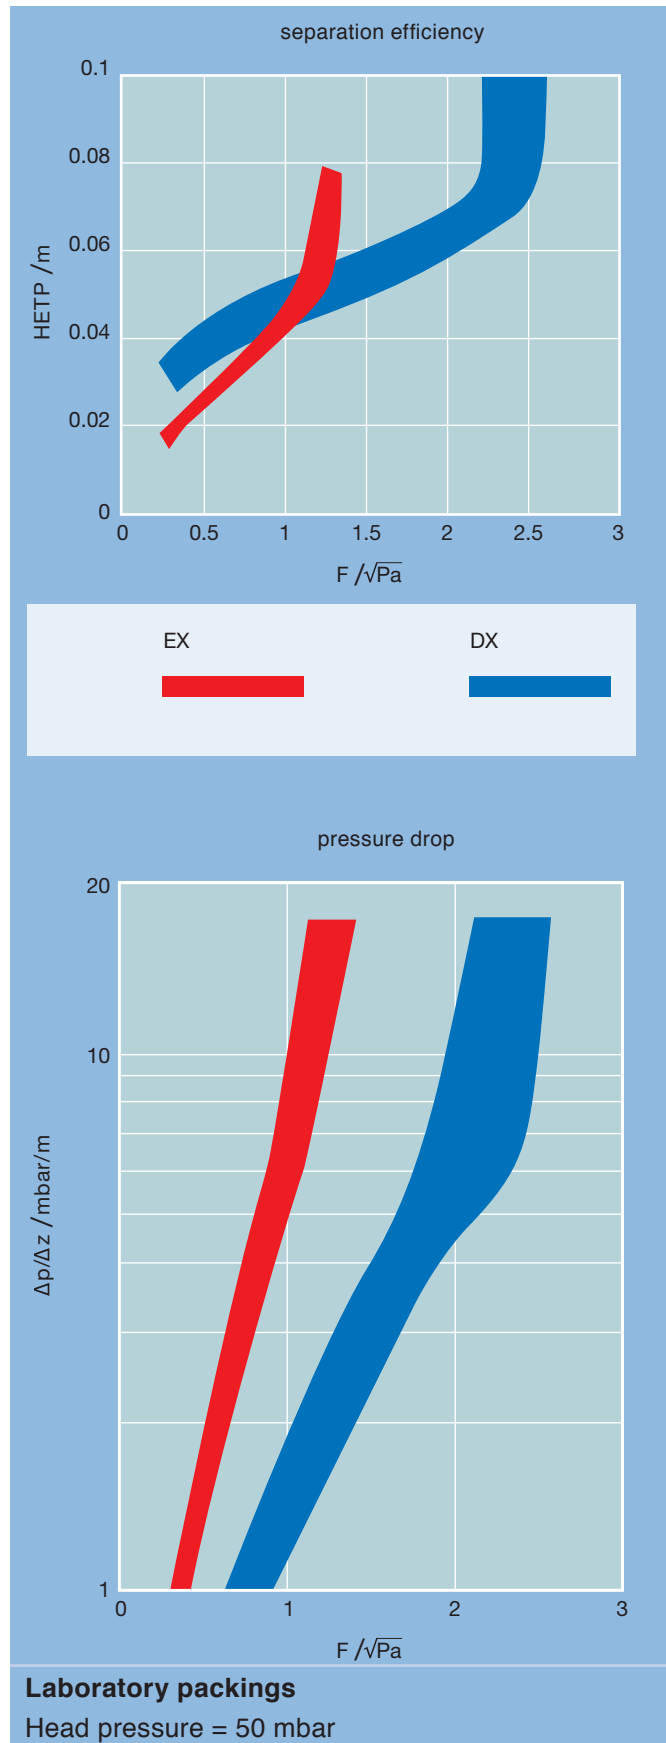 separation efficiency
0.1
0.08
0.06
0.04
0.02
0
HETP /m
0 0.5 1 1.5 2 2.5 3
F /√Pa
EX DX
pressure drop
20
10
1
Δp/Δz /mbar/m
0 1 2 3
F /√Pa
Laboratory packings
Head pressure = 50 mbar